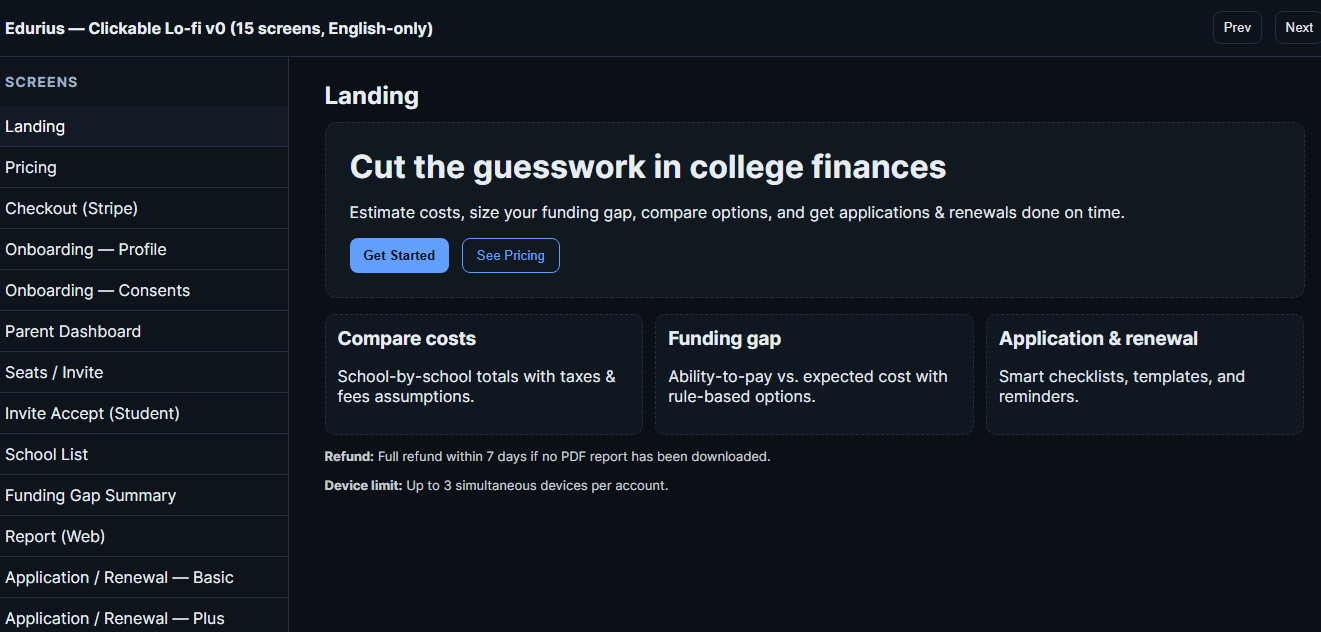 Edurius — Clickable Lo-fi v0 (15 screens, English-only)
Prev
Next
SCREENS
Landing
Pricing
Checkout (Stripe)
Onboarding — Profile
Onboarding — Consents
Parent Dashboard
Seats / Invite
Invite Accept (Student)
School List
Funding Gap Summary
Report (Web)
Application / Renewal — Basic
Application / Renewal — Plus
Landing
Cut the guesswork in college finances
Estimate costs, size your funding gap, compare options, and get applications & renewals done on time.
Get Started
See Pricing
Compare costs
School-by-school totals with taxes &
fees assumptions.
Funding gap
Ability-to-pay vs. expected cost with
rule-based options.
Application & renewal
Smart checklists, templates, and
reminders.
Refund: Full refund within 7 days if no PDF report has been downloaded.
Device limit: Up to 3 simultaneous devices per account.